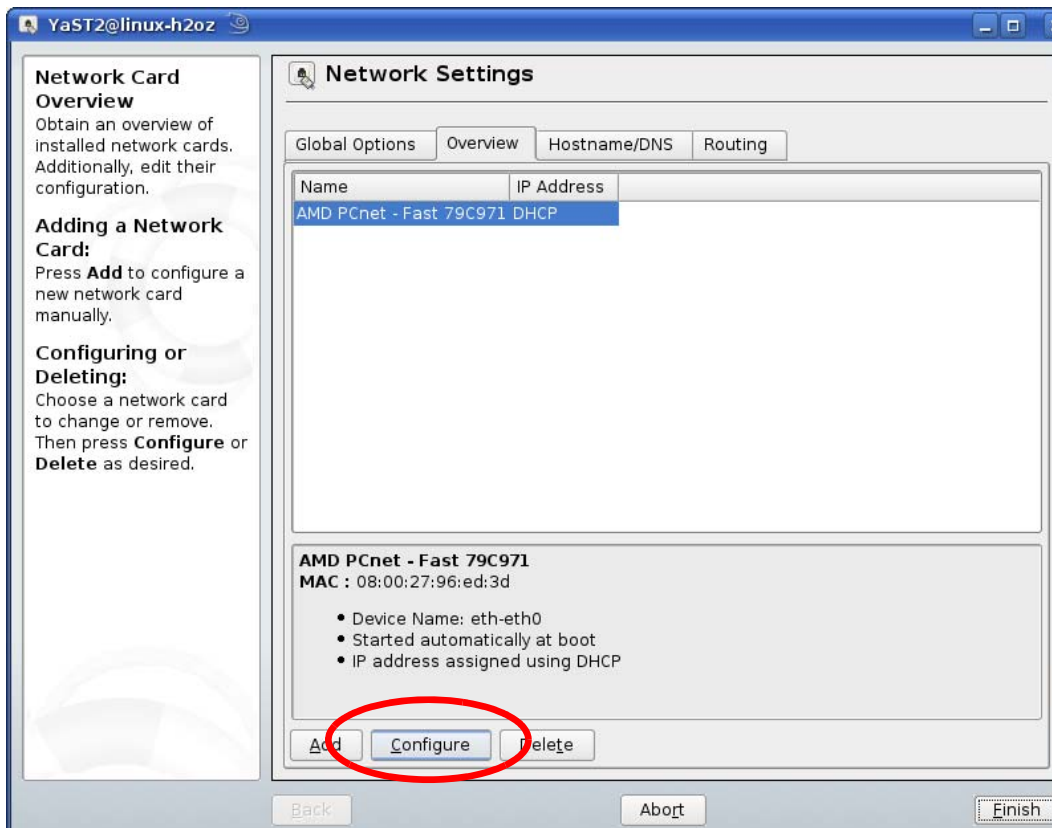 YaST2@linux-h2oz
Network Card
Overview
Obtain an overview of
installed network cards.
Additionally, edit their
configuration.
Adding a Network
Card:
Press Add to configure a
new network card
manually.
Configuring or
Deleting:
Choose a network card
to change or remove.
Then press Configure or
Delete as desired.
Network Settings
Global Options Overview Hostname/DNS Routing
Name IP Address
AMD PCnet - Fast 79C971 DHCP
AMD PCnet - Fast 79C971
MAC : 08:00:27:96:ed:3d
• Device Name: eth-eth0
• Started automatically at boot
• IP address assigned using DHCP
Add Configure Delete
Back Abort Finish